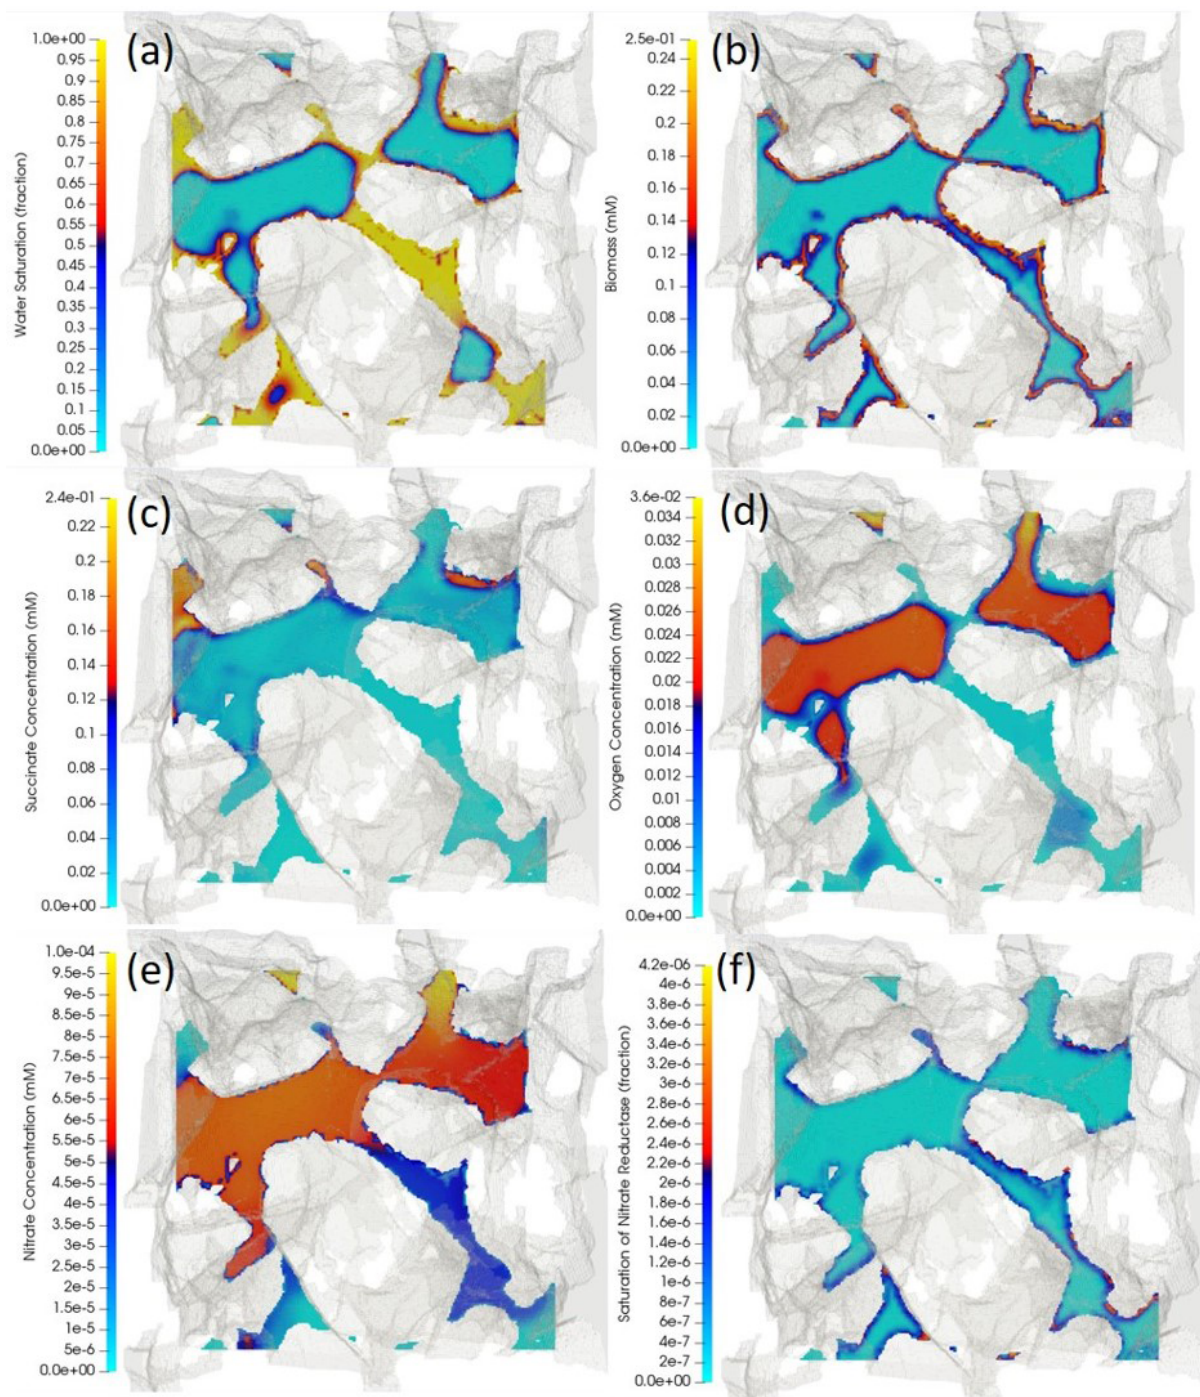 (a)
1.0e+00
0.95
0.9
0.85
0.8
0.75
0.7
0.65
0.6
0.55
0.5
0.45
0.4
0.35
0.3
0.25
0.2
0.15
0.1
0.05
0.0e+00
Water Saturation (fraction)
(b)
2.5e-01
0.24
0.2
0.18
0.16
0.14
0.12
0.1
0.08
0.06
0.04
0.02
0.0e+00
Biomass (mM)
(c)
2.4e-01
0.22
0.2
0.18
0.16
0.14
0.12
0.1
0.08
0.06
0.04
0.02
0.0e+00
Succinate Concentration (mM)
(d)
3.6e-02
0.034
0.032
0.03
0.028
0.026
0.024
0.022
0.02
0.018
0.016
0.014
0.012
0.01
0.008
0.006
0.004
0.002
0.0e+00
Oxygen Concentration (mM)
(e)
1.0e-04
9.5e-5
9e-5
8.5e-5
8e-5
7.5e-5
7e-5
6.5e-5
6e-5
5.5e-5
5e-5
4.5e-5
4e-5
3.5e-5
3e-5
2.5e-5
2e-5
1.5e-5
1e-5
5e-6
0.0e+00
Nitrate Concentration (mM)
(f)
4.2e-06
4e-6
3.8e-6
3.6e-6
3.4e-6
3.2e-6
3e-6
2.8e-6
2.6e-6
2.4e-6
2.2e-6
2e-6
1.8e-6
1.6e-6
1.4e-6
1.2e-6
1e-6
8e-7
6e-7
4e-7
2e-7
0.0e+00
Saturation of Nitrate Reductase (fraction)